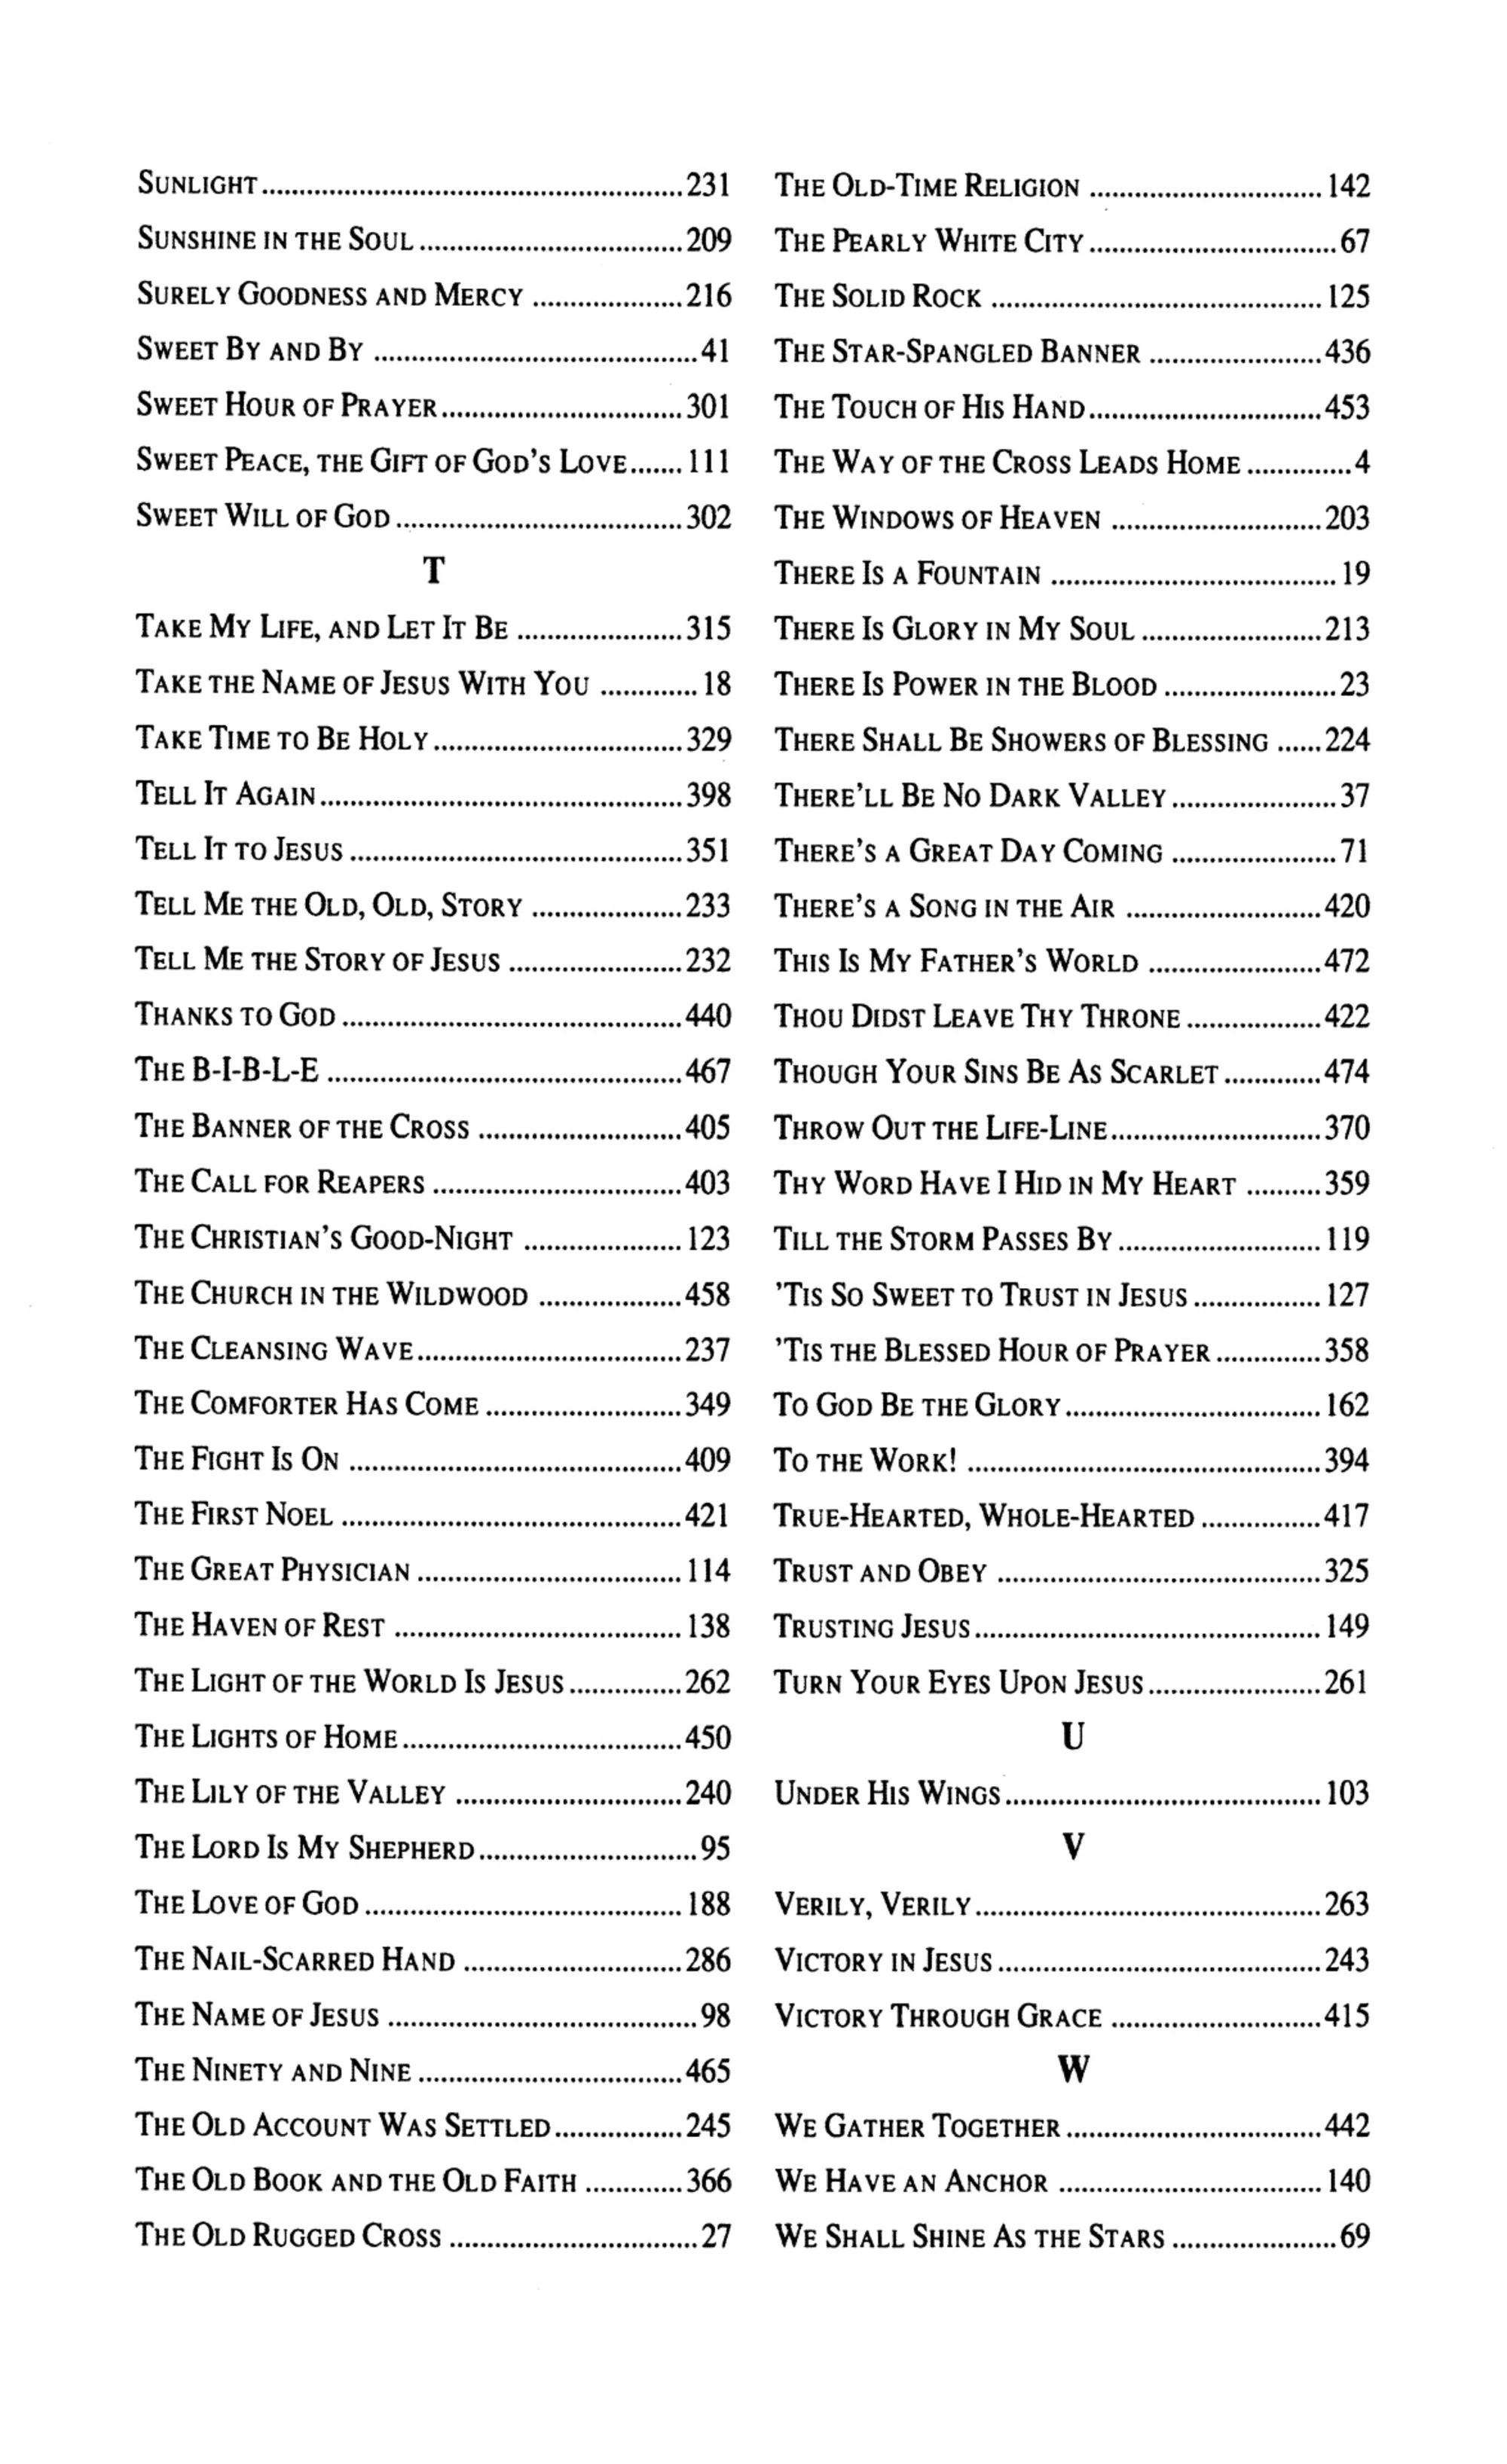 Sunlight........................................................231
Sunshine in the Soul...................................209
Surely Goodness and Mercy ....................216
Sweet By and By ...........................................41
Sweet Hour of Prayer................................301
Sweet Peace, the Gift of God's Love.......111
Sweet Will of God......................................302
T
Take My Life, and Let It Be ......................315
Take the Name of Jesus With You .............18
Take Time to Be Holy.................................329
Tell It Again................................................398
Tell It to Jesus............................................351
Tell Me the Old, Old, Story ....................233
Tell Me the Story of Jesus .......................232
Thanks to God.............................................440
The B-I-B-L-E...............................................467
The Banner of the Cross ...........................405
The Call for Reapers .................................403
The Christian's Good-Night .....................123
The Church in the Wildwood ...................458
The Cleansing Wave...................................237
The Comforter Has Come..........................349
The Fight Is On ............................................409
The First Noel .............................................421
The Great Physician ...................................114
The Haven of Rest ......................................138
The Light of the World Is Jesus...............262
The Lights of Home.....................................450
The Lily of the Valley ..............................240
The Lord Is My Shepherd.............................95
The Love of God..........................................188
The Nail-Scarred Hand .............................286
The Name of Jesus .........................................98
The Ninety and Nine...................................465
The Old Account Was Settled.................245
The Old Book and the Old Faith .............366
The Old Rugged Cross .................................27
The Old-Time Religion ...............................142
The Pearly White City.................................67
The Solid Rock ............................................125
The Star-Spangled Banner .......................436
The Touch of His Hand...............................453
The Way of the Cross Leads Home..............4
The Windows of Heaven ............................203
There Is a Fountain ......................................19
There Is Glory in My Soul........................213
There Is Power in the Blood.......................23
There Shall Be Showers of Blessing ......224
There'll Be No Dark Valley......................37
There's a Great Day Coming ......................71
There's a Song in the Air ..........................420
This Is My Father's World .......................472
Thou Didst Leave Thy Throne..................422
Though Your Sins Be As Scarlet.............474
Throw Out the Life-Line............................370
Thy Word Have I Hid in My Heart ..........359
Till the Storm Passes By...........................119
'Tis So Sweet to Trust in Jesus.................127
'Tis the Blessed Hour of Prayer..............358
To God Be the Glory..................................162
To the Work! ...............................................394
True-Hearted, Whole-Hearted................417
Trust and Obey ...........................................325
Trusting Jesus..............................................149
Turn Your Eyes Upon Jesus.......................261
U
Under His Wings..........................................103
V
Verily, Verily..............................................263
Victory in Jesus...........................................243
Victory Through Grace ............................415
W
We Gather Together..................................442
We Have an Anchor ...................................140
We Shall Shine As the Stars ......................69